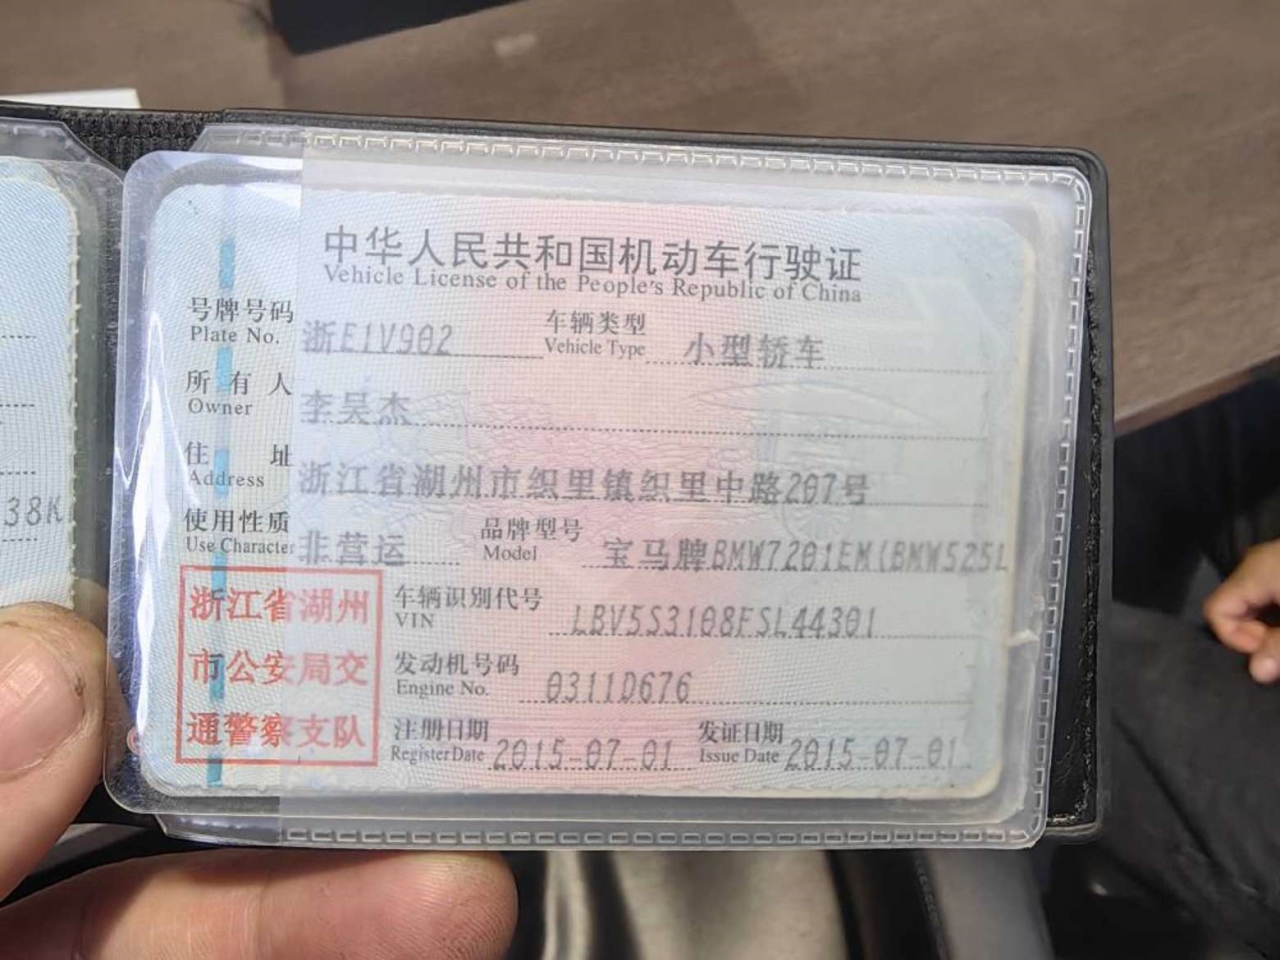 中华人民共和国机动车行驶证
Vehicle License of the People's Republic of China
号牌号码 浙E1V902 车辆类型 小型轿车
Plate No. Vehicle Type
所有人 李吴杰
Owner
住址 浙江省湖州市织里镇织里中路207号
Address
使用性质 非营运 品牌型号 宝马牌BMW7201EM(BMW525L
Use Character Model
浙江省湖州
市公安局交
通警察支队
车辆识别代号 LBV5S3108FSL44301
VIN
发动机号码 0311D676
Engine No.
注册日期 2015-07-01 发证日期 2015-07-01
Register Date Issue Date
38K